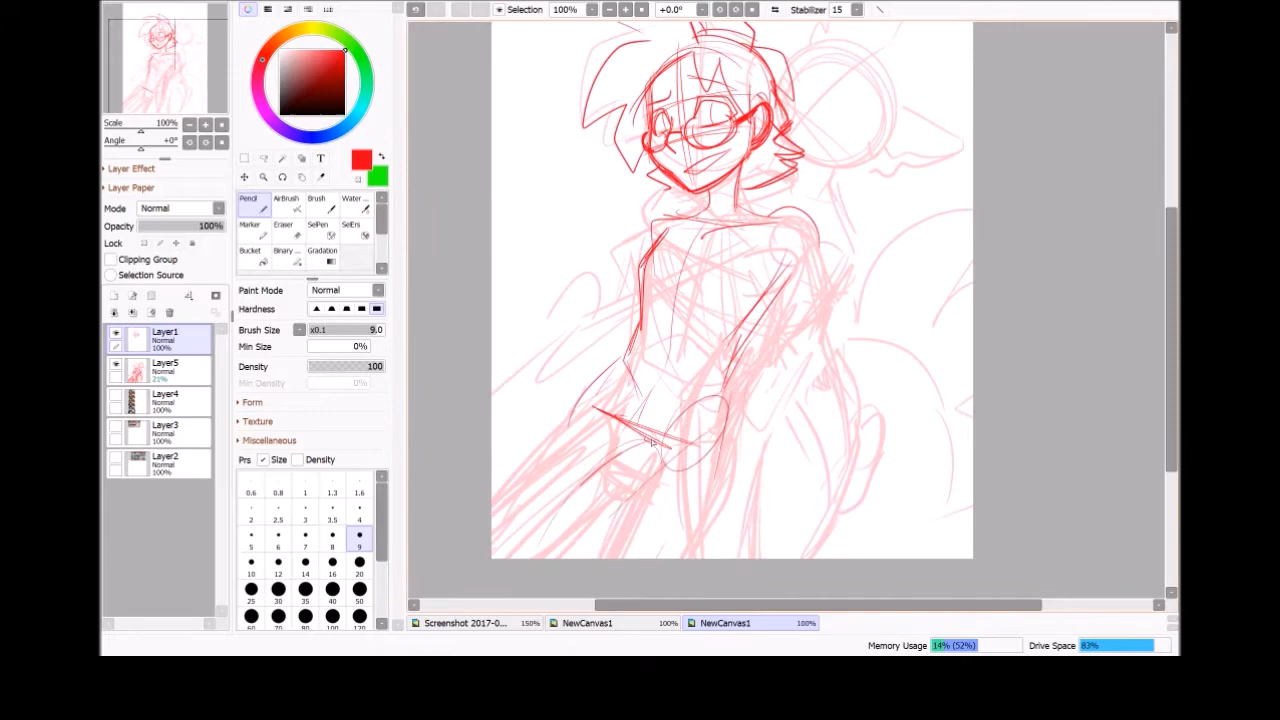 Selection 100% +0.0° Stabilizer 15
Scale 100%
Angle +0°
Layer Effect
Layer Paper
Mode Normal
Opacity 100%
Lock
Clipping Group
Selection Source
Layer1
Normal
100%
Layer5
Normal
21%
Layer4
Normal
100%
Layer3
Normal
100%
Layer2
Normal
100%
T
Pencil AirBrush Brush Water ...
Marker Eraser SelPen SelErs
Bucket Binary ... Gradation
Paint Mode Normal
Hardness
Brush Size x0.1 9.0
Min Size 0%
Density 100
Min Density 0%
Form
Texture
Miscellaneous
Prs Size Density
0.6 0.8 1 1.3 1.6
2 2.5 3 3.5 4
5 6 7 8 9
10 12 14 16 20
25 30 35 40 50
60 70 80 100 120
Screenshot 2017-0... 150% NewCanvas1 100% NewCanvas1 100%
Memory Usage 14% (52%) Drive Space 83%